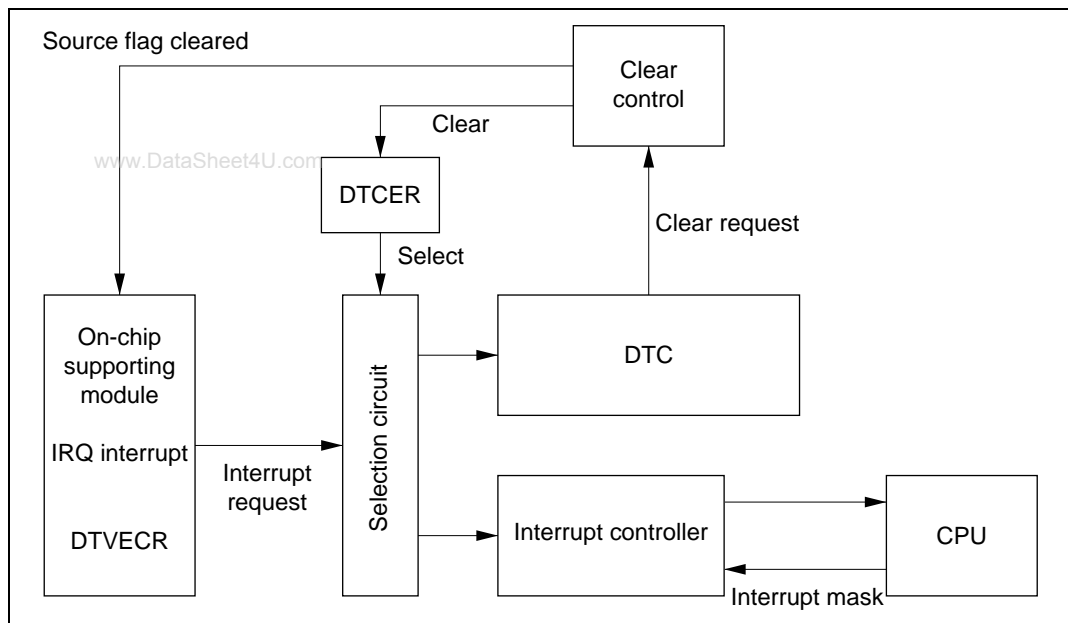 Source flag cleared
Clear
control
Clear
www.DataSheet4U.com
DTCER
Clear request
Select
On-chip
supporting
module
DTC
Selection circuit
IRQ interrupt
Interrupt
request
DTVECR
Interrupt controller
CPU
Interrupt mask